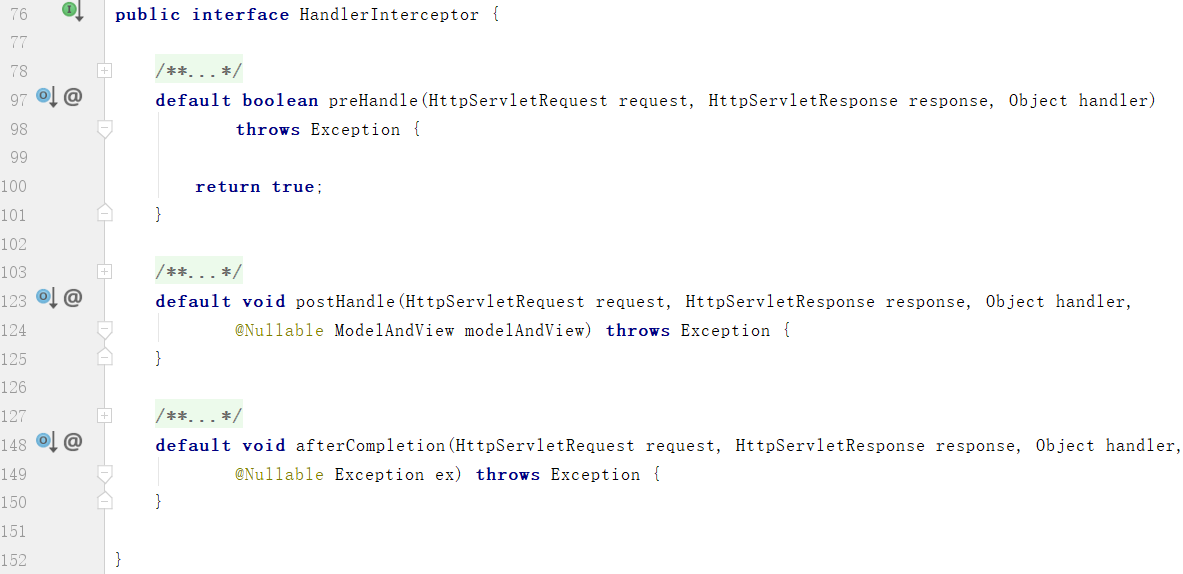 76 public interface HandlerInterceptor {
77
78 /**...*/
97 @ default boolean preHandle(HttpServletRequest request, HttpServletResponse response, Object handler)
98 throws Exception {
99
100 return true;
101 }
102
103 /**...*/
123 @ default void postHandle(HttpServletRequest request, HttpServletResponse response, Object handler,
124 @Nullable ModelAndView modelAndView) throws Exception {
125 }
126
127 /**...*/
148 @ default void afterCompletion(HttpServletRequest request, HttpServletResponse response, Object handler,
149 @Nullable Exception ex) throws Exception {
150 }
151
152 }